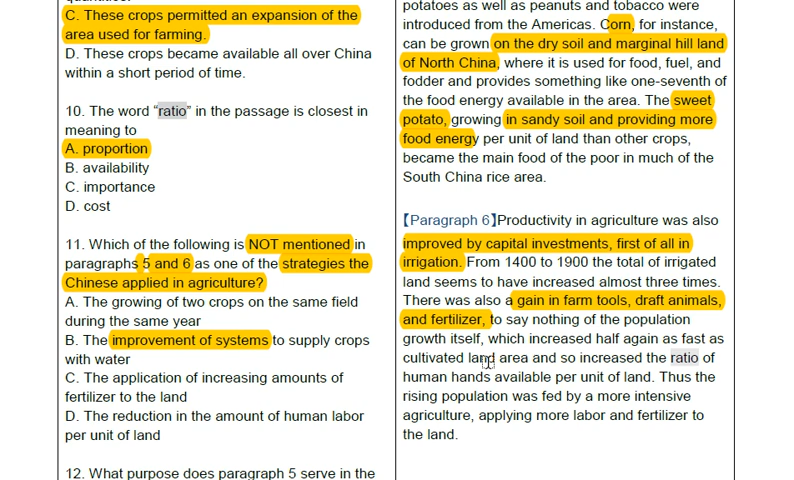 quantities.
C. These crops permitted an expansion of the
area used for farming.
D. These crops became available all over China
within a short period of time.
10. The word “ratio” in the passage is closest in
meaning to
A. proportion
B. availability
C. importance
D. cost
11. Which of the following is NOT mentioned in
paragraphs 5 and 6 as one of the strategies the
Chinese applied in agriculture?
A. The growing of two crops on the same field
during the same year
B. The improvement of systems to supply crops
with water
C. The application of increasing amounts of
fertilizer to the land
D. The reduction in the amount of human labor
per unit of land
12. What purpose does paragraph 5 serve in the
potatoes as well as peanuts and tobacco were
introduced from the Americas. Corn, for instance,
can be grown on the dry soil and marginal hill land
of North China, where it is used for food, fuel, and
fodder and provides something like one-seventh of
the food energy available in the area. The sweet
potato, growing in sandy soil and providing more
food energy per unit of land than other crops,
became the main food of the poor in much of the
South China rice area.
【Paragraph 6】Productivity in agriculture was also
improved by capital investments, first of all in
irrigation. From 1400 to 1900 the total of irrigated
land seems to have increased almost three times.
There was also a gain in farm tools, draft animals,
and fertilizer, to say nothing of the population
growth itself, which increased half again as fast as
cultivated land area and so increased the ratio of
human hands available per unit of land. Thus the
rising population was fed by a more intensive
agriculture, applying more labor and fertilizer to
the land.